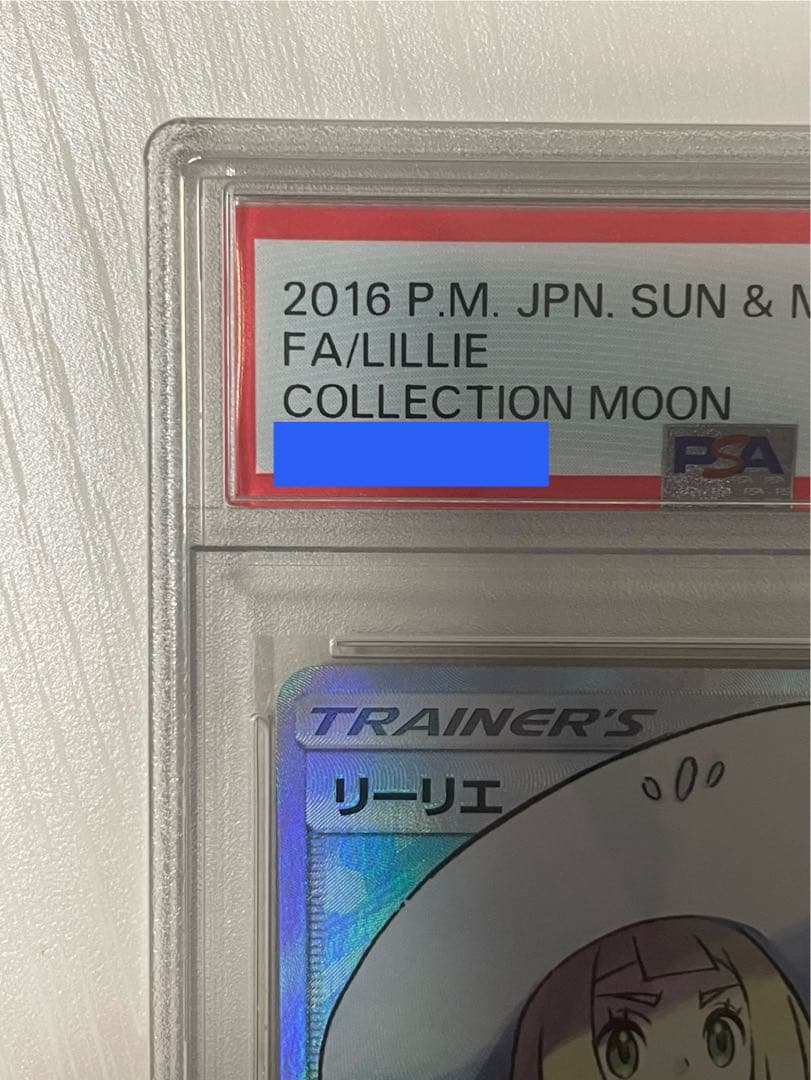 2016 P.M. JPN. SUN & M
FA/LILLIE
COLLECTION MOON
PSA
TRAINER'S
リーリエ